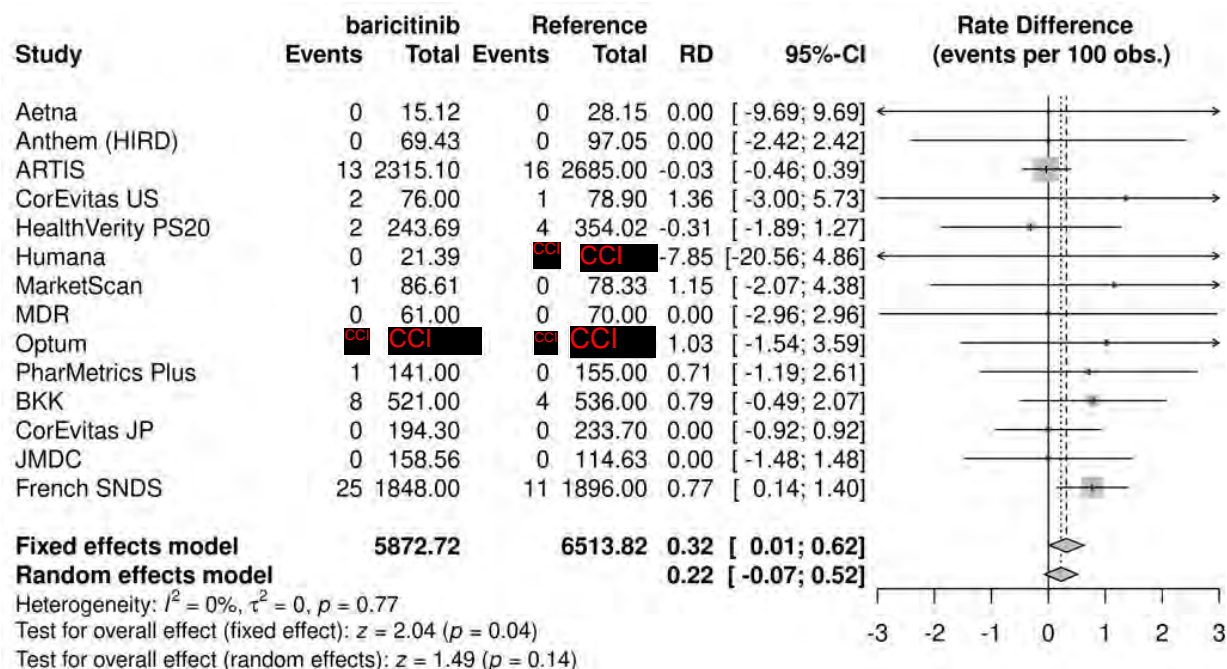 baricitinib Reference Rate Difference
Study Events Total Events Total RD 95%-CI (events per 100 obs.)
Aetna 0 15.12 0 28.15 0.00 [ -9.69; 9.69]
Anthem (HIRD) 0 69.43 0 97.05 0.00 [ -2.42; 2.42]
ARTIS 13 2315.10 16 2685.00 -0.03 [ -0.46; 0.39]
CorEvitas US 2 76.00 1 78.90 1.36 [ -3.00; 5.73]
HealthVerity PS20 2 243.69 4 354.02 -0.31 [ -1.89; 1.27]
Humana 0 21.39 CCI CCI -7.85 [-20.56; 4.86]
MarketScan 1 86.61 0 78.33 1.15 [ -2.07; 4.38]
MDR 0 61.00 0 70.00 0.00 [ -2.96; 2.96]
Optum CCI CCI CCI CCI 1.03 [ -1.54; 3.59]
PharMetrics Plus 1 141.00 0 155.00 0.71 [ -1.19; 2.61]
BKK 8 521.00 4 536.00 0.79 [ -0.49; 2.07]
CorEvitas JP 0 194.30 0 233.70 0.00 [ -0.92; 0.92]
JMDC 0 158.56 0 114.63 0.00 [ -1.48; 1.48]
French SNDS 25 1848.00 11 1896.00 0.77 [ 0.14; 1.40]
Fixed effects model 5872.72 6513.82 0.32 [ 0.01; 0.62]
Random effects model 0.22 [ -0.07; 0.52]
Heterogeneity: I² = 0%, τ² = 0, p = 0.77
Test for overall effect (fixed effect): z = 2.04 (p = 0.04)
Test for overall effect (random effects): z = 1.49 (p = 0.14)
-3 -2 -1 0 1 2 3